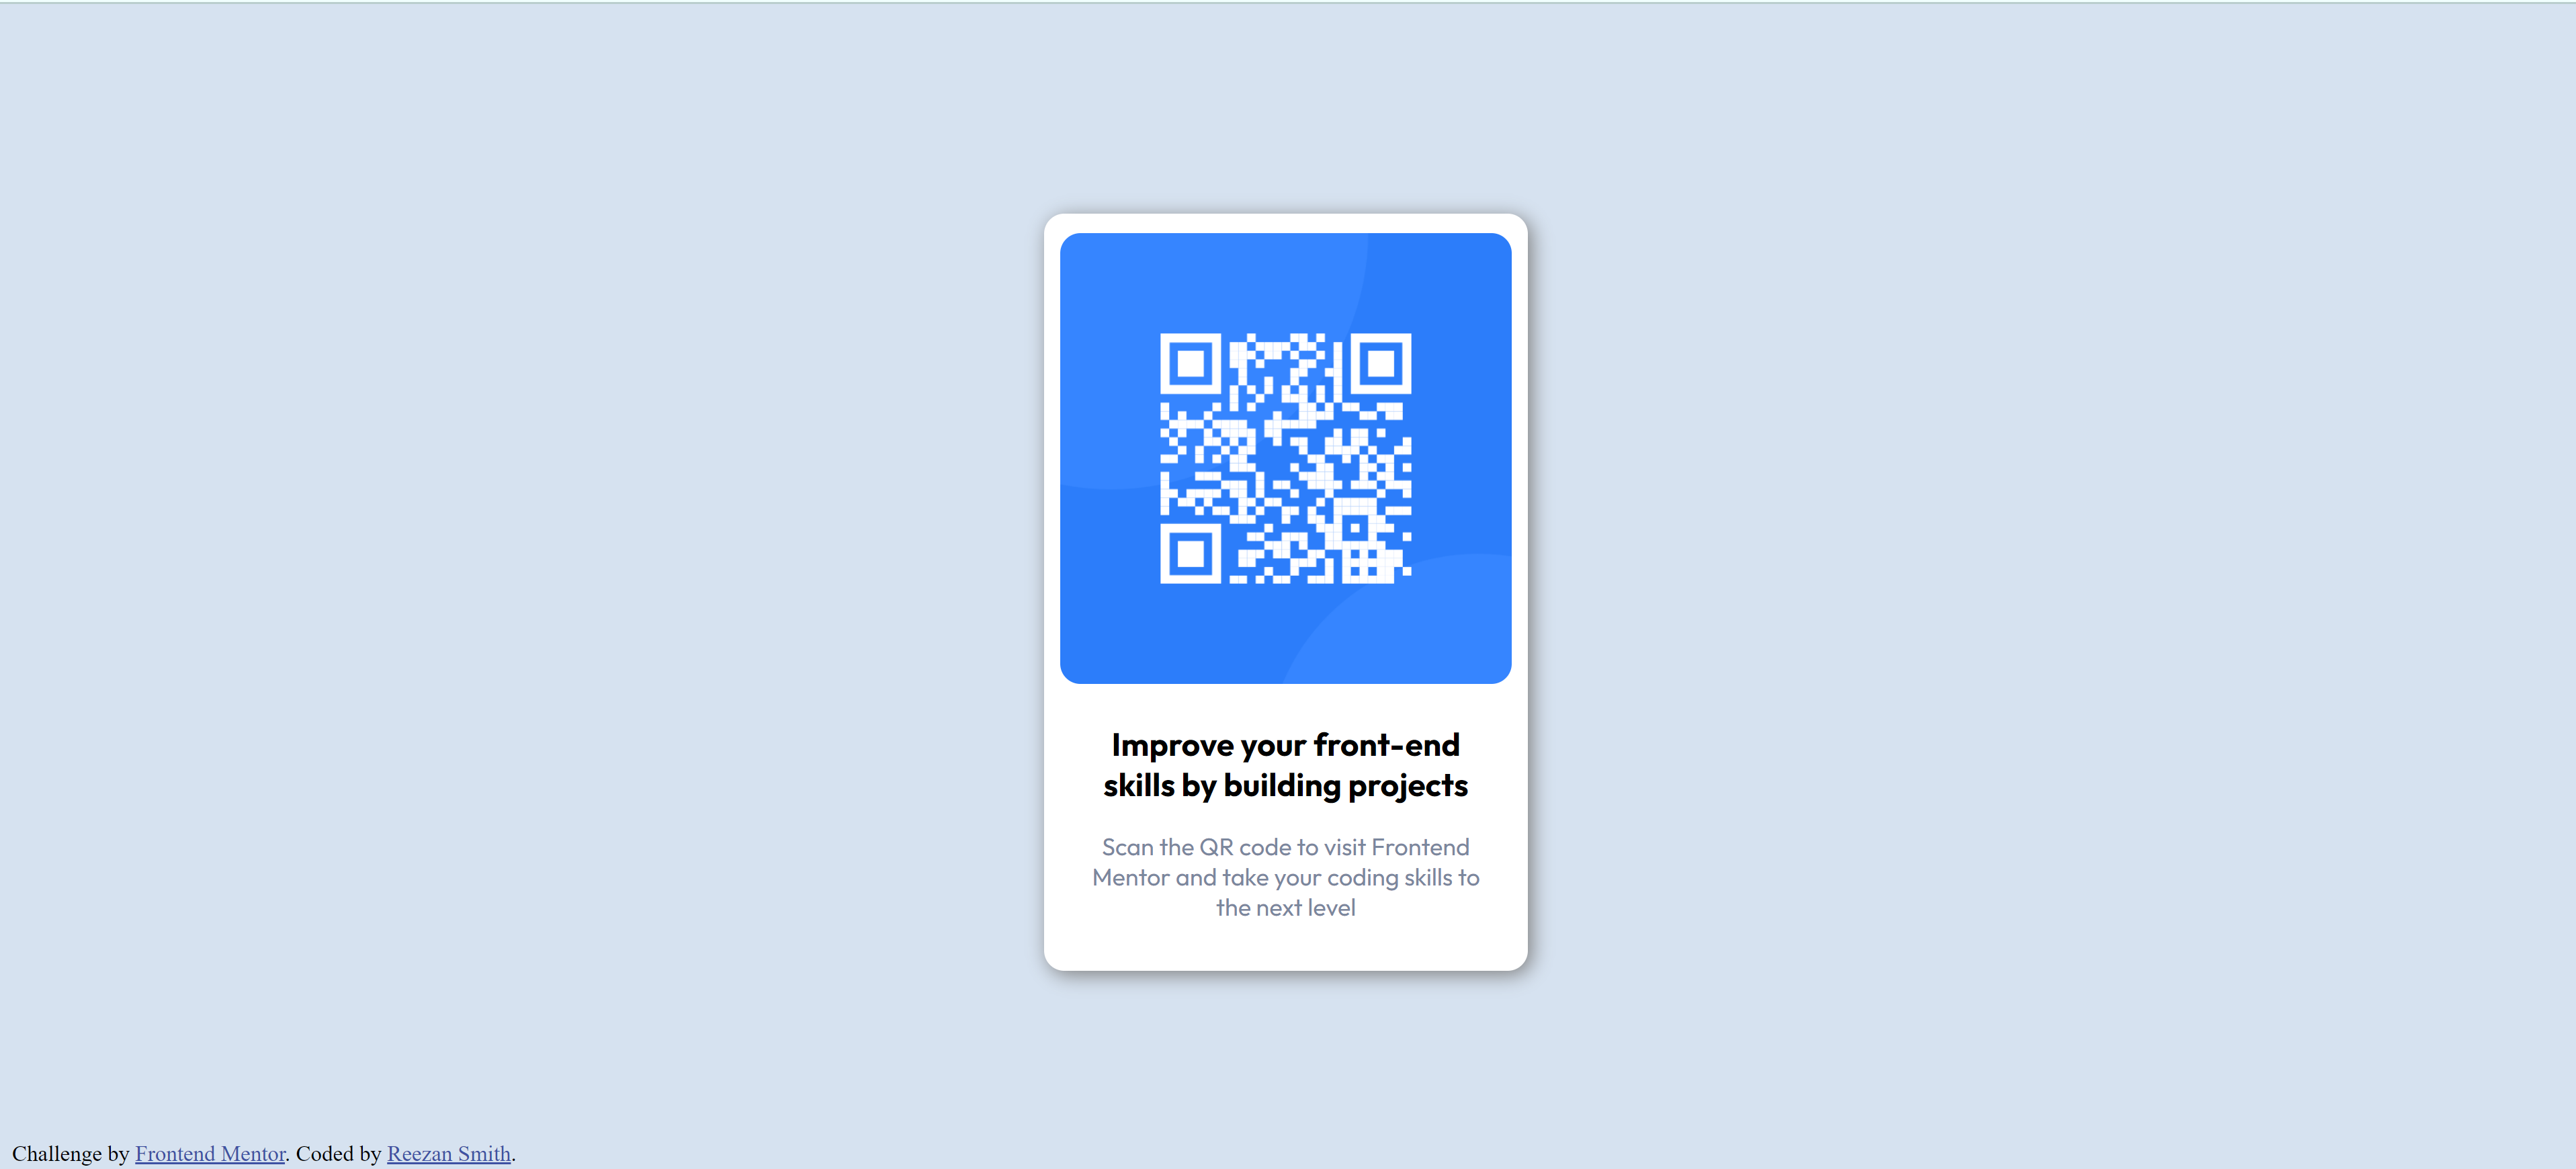 Improve your front-end
skills by building projects
Scan the QR code to visit Frontend
Mentor and take your coding skills to
the next level
Challenge by Frontend Mentor. Coded by Reezan Smith.